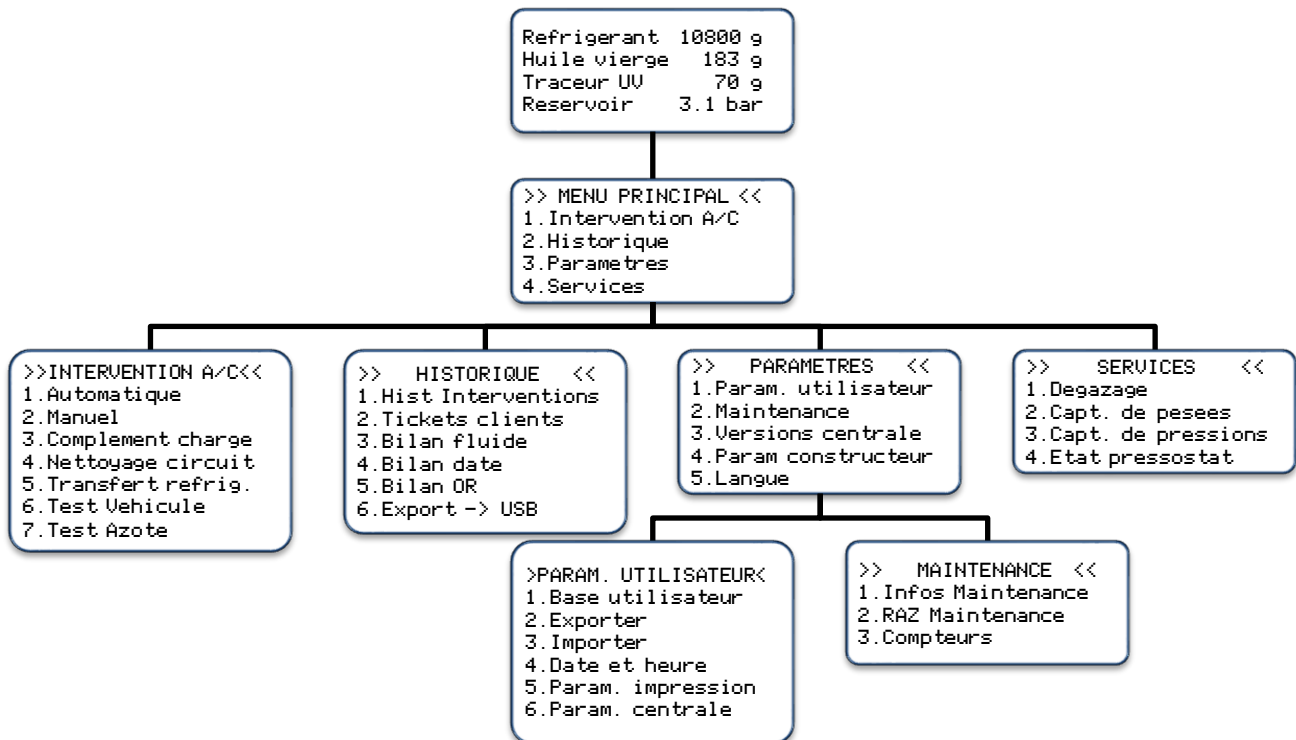 Refrigerant 10800 g
Huile vierge 183 g
Traceur UV 70 g
Reservoir 3.1 bar
>> MENU PRINCIPAL <<
1.Intervention A/C
2.Historique
3.Parametres
4.Services
>>INTERVENTION A/C<<
1.Automatique
2.Manuel
3.Complement charge
4.Nettoyage circuit
5.Transfert refrig.
6.Test Vehicule
7.Test Azote
>> HISTORIQUE <<
1.Hist Interventions
2.Tickets clients
3.Bilan fluide
4.Bilan date
5.Bilan OR
6.Export -> USB
>> PARAMETRES <<
1.Param. utilisateur
2.Maintenance
3.Versions centrale
4.Param constructeur
5.Langue
>> SERVICES <<
1.Degazage
2.Capt. de pesees
3.Capt. de pressions
4.Etat pressostat
>PARAM. UTILISATEUR<
1.Base utilisateur
2.Exporter
3.Importer
4.Date et heure
5.Param. impression
6.Param. centrale
>> MAINTENANCE <<
1.Infos Maintenance
2.RAZ Maintenance
3.Compteurs